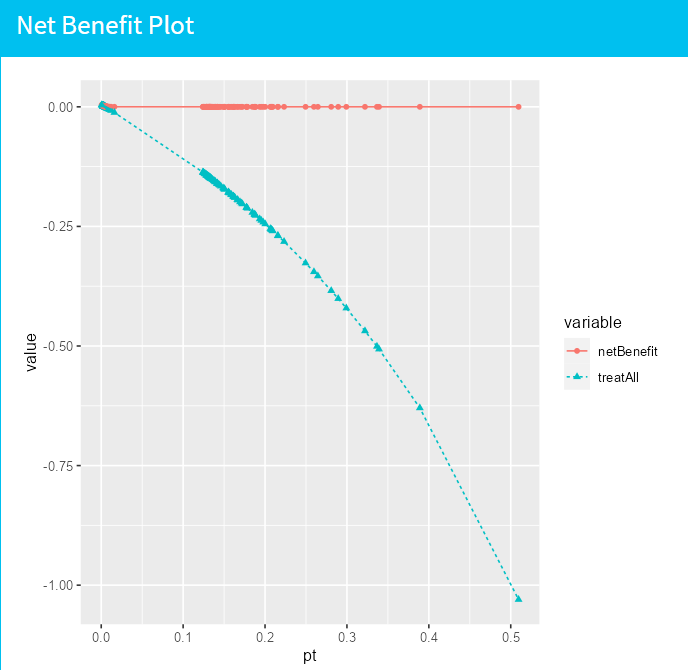 Net Benefit Plot
0.00
-0.25
-0.50
-0.75
-1.00
value
0.0 0.1 0.2 0.3 0.4 0.5
pt
variable
netBenefit
treatAll